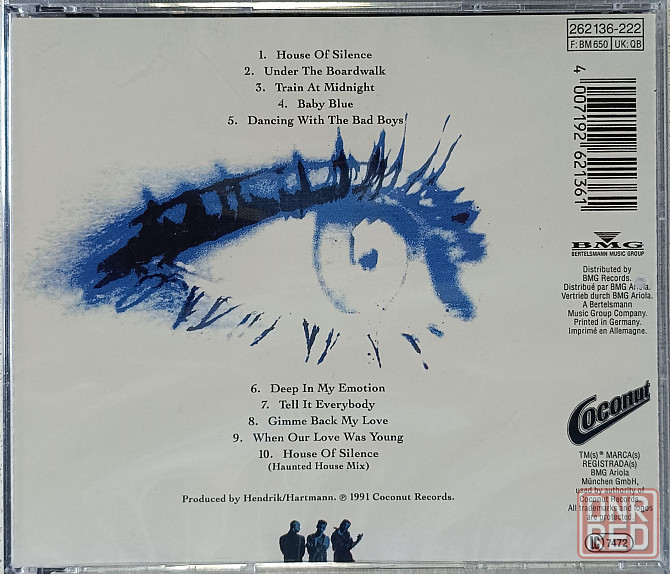 262 136-222
F: BM 650 UK: QB
1. House Of Silence
2. Under The Boardwalk
3. Train At Midnight
4. Baby Blue
5. Dancing With The Bad Boys
4 007192 621361
BMG
BERTELSMANN MUSIC GROUP
Distributed by
BMG Records.
Distribué par BMG Ariola.
Vertrieb durch BMG Ariola.
A Bertelsmann
Music Group Company.
Printed in Germany.
Imprimé en Allemagne.
6. Deep In My Emotion
7. Tell It Everybody
8. Gimme Back My Love
9. When Our Love Was Young
10. House Of Silence
(Haunted House Mix)
Coconut
TM(s) ® MARCA(s)
REGISTRADA(s)
BMG Ariola
München GmbH,
used by authority of
Coconut Records.
All trademarks and logos
are protected
Produced by Hendrik/Hartmann. ℗ 1991 Coconut Records.
DNR
RED
LC 7472